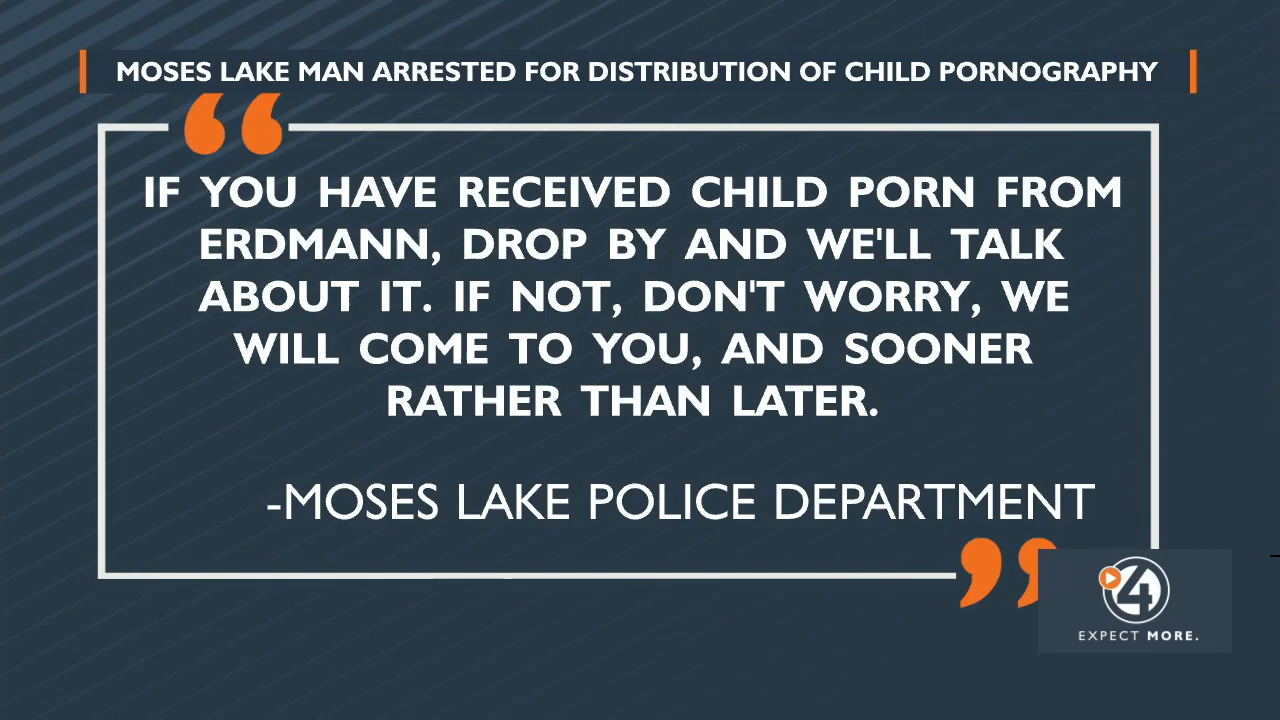 MOSES LAKE MAN ARRESTED FOR DISTRIBUTION OF CHILD PORNOGRAPHY
“
IF YOU HAVE RECEIVED CHILD PORN FROM
ERDMANN, DROP BY AND WE'LL TALK
ABOUT IT. IF NOT, DON'T WORRY, WE
WILL COME TO YOU, AND SOONER
RATHER THAN LATER.
-MOSES LAKE POLICE DEPARTMENT
”
4
EXPECT MORE.